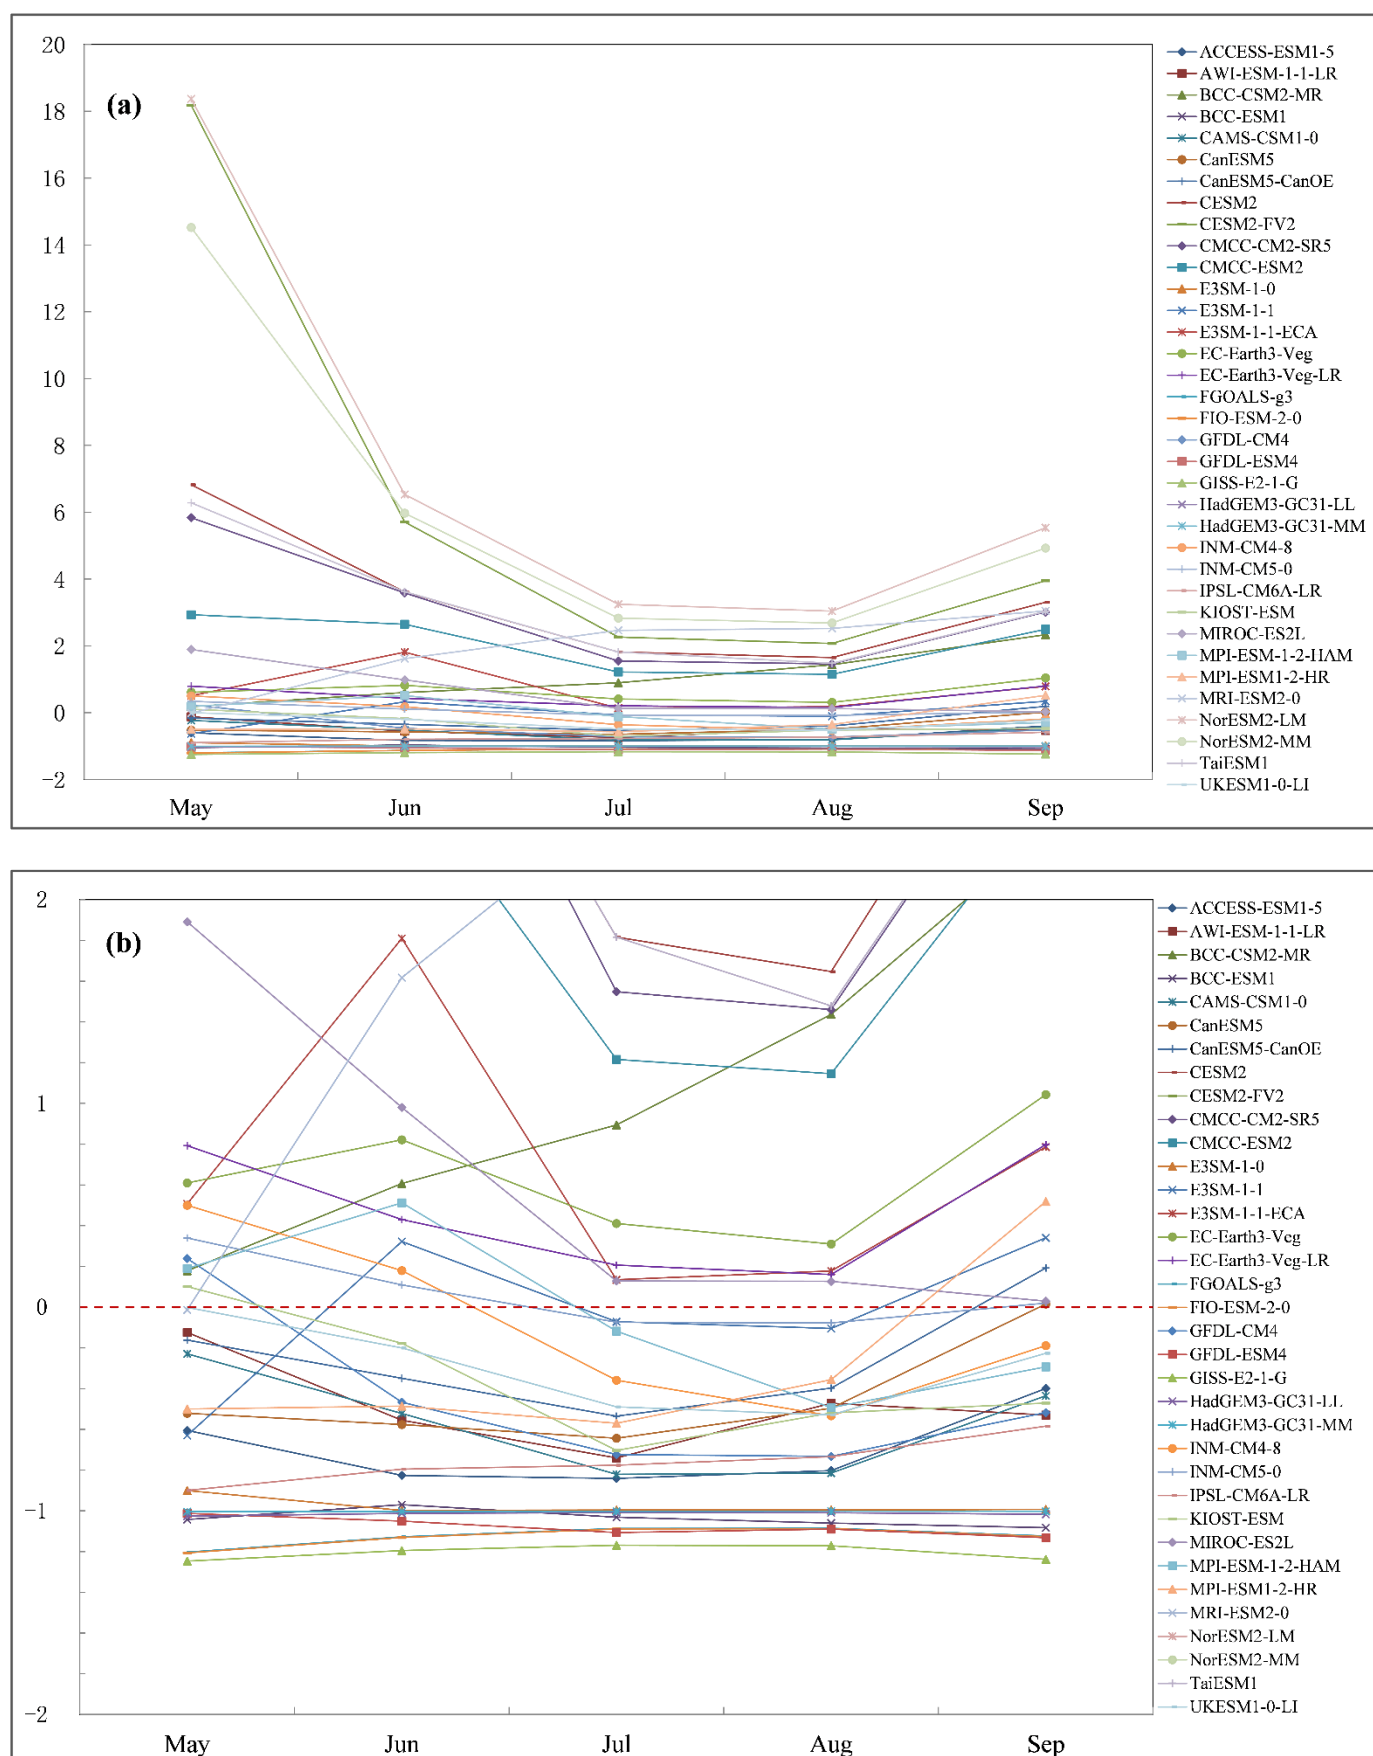 20
18
16
14
12
10
8
6
4
2
0
−2
(a)
May
Jun
Jul
Aug
Sep
ACCESS-ESM1-5
AWI-ESM-1-1-LR
BCC-CSM2-MR
BCC-ESM1
CAMS-CSM1-0
CanESM5
CanESM5-CanOE
CESM2
CESM2-FV2
CMCC-CM2-SR5
CMCC-ESM2
E3SM-1-0
E3SM-1-1
E3SM-1-1-ECA
EC-Earth3-Veg
EC-Earth3-Veg-LR
FGOALS-g3
FIO-ESM-2-0
GFDL-CM4
GFDL-ESM4
GISS-E2-1-G
HadGEM3-GC31-LL
HadGEM3-GC31-MM
INM-CM4-8
INM-CM5-0
IPSL-CM6A-LR
KIOST-ESM
MIROC-ES2L
MPI-ESM-1-2-HAM
MPI-ESM1-2-HR
MRI-ESM2-0
NorESM2-LM
NorESM2-MM
TaiESM1
UKESM1-0-LI
2
1
0
−1
−2
(b)
May
Jun
Jul
Aug
Sep
ACCESS-ESM1-5
AWI-ESM-1-1-LR
BCC-CSM2-MR
BCC-ESM1
CAMS-CSM1-0
CanESM5
CanESM5-CanOE
CESM2
CESM2-FV2
CMCC-CM2-SR5
CMCC-ESM2
E3SM-1-0
E3SM-1-1
E3SM-1-1-ECA
EC-Earth3-Veg
EC-Earth3-Veg-LR
FGOALS-g3
FIO-ESM-2-0
GFDL-CM4
GFDL-ESM4
GISS-E2-1-G
HadGEM3-GC31-LL
HadGEM3-GC31-MM
INM-CM4-8
INM-CM5-0
IPSL-CM6A-LR
KIOST-ESM
MIROC-ES2L
MPI-ESM-1-2-HAM
MPI-ESM1-2-HR
MRI-ESM2-0
NorESM2-LM
NorESM2-MM
TaiESM1
UKESM1-0-LI